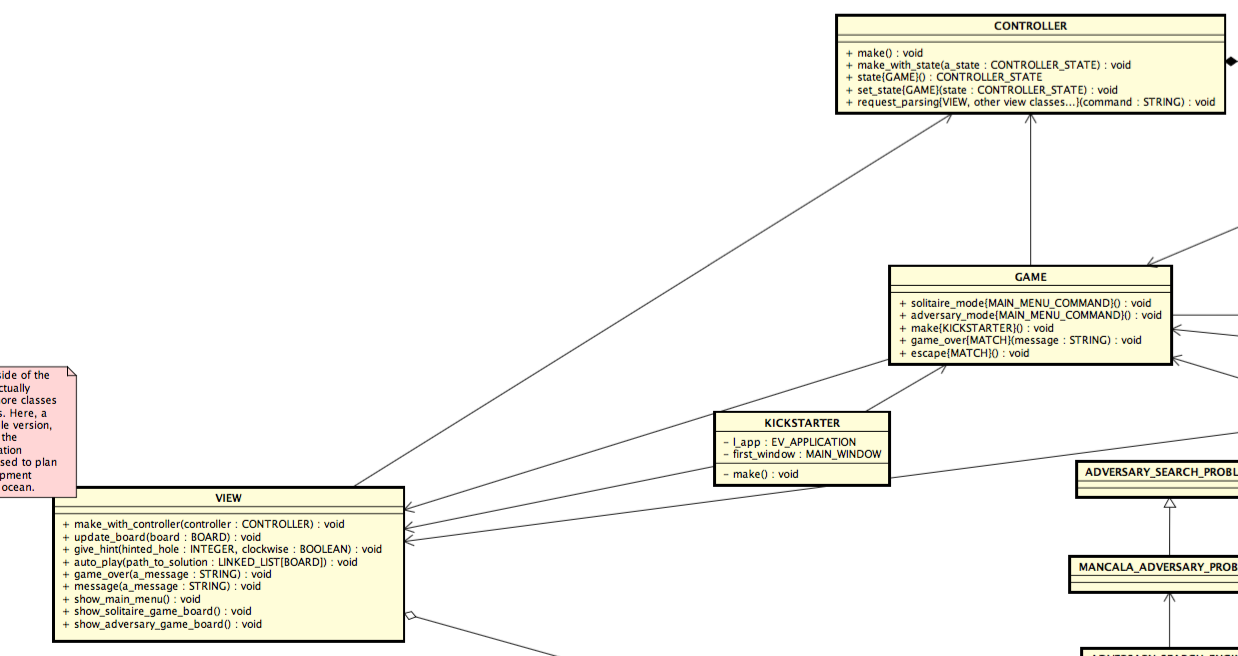 CONTROLLER
+ make() : void
+ make_with_state(a_state : CONTROLLER_STATE) : void
+ state{GAME}() : CONTROLLER_STATE
+ set_state{GAME}(state : CONTROLLER_STATE) : void
+ request_parsing{VIEW, other view classes...}(command : STRING) : void
GAME
+ solitaire_mode{MAIN_MENU_COMMAND}() : void
+ adversary_mode{MAIN_MENU_COMMAND}() : void
+ make{KICKSTARTER}() : void
+ game_over{MATCH}(message : STRING) : void
+ escape{MATCH}() : void
side of the
ctually
ore classes
s. Here, a
le version,
the
ation
sed to plan
pment
ocean.
KICKSTARTER
- l_app : EV_APPLICATION
- first_window : MAIN_WINDOW
- make() : void
VIEW
+ make_with_controller(controller : CONTROLLER) : void
+ update_board(board : BOARD) : void
+ give_hint(hinted_hole : INTEGER, clockwise : BOOLEAN) : void
+ auto_play(path_to_solution : LINKED_LIST[BOARD]) : void
+ game_over(a_message : STRING) : void
+ message(a_message : STRING) : void
+ show_main_menu() : void
+ show_solitaire_game_board() : void
+ show_adversary_game_board() : void
ADVERSARY_SEARCH_PROBL
MANCALA_ADVERSARY_PROB